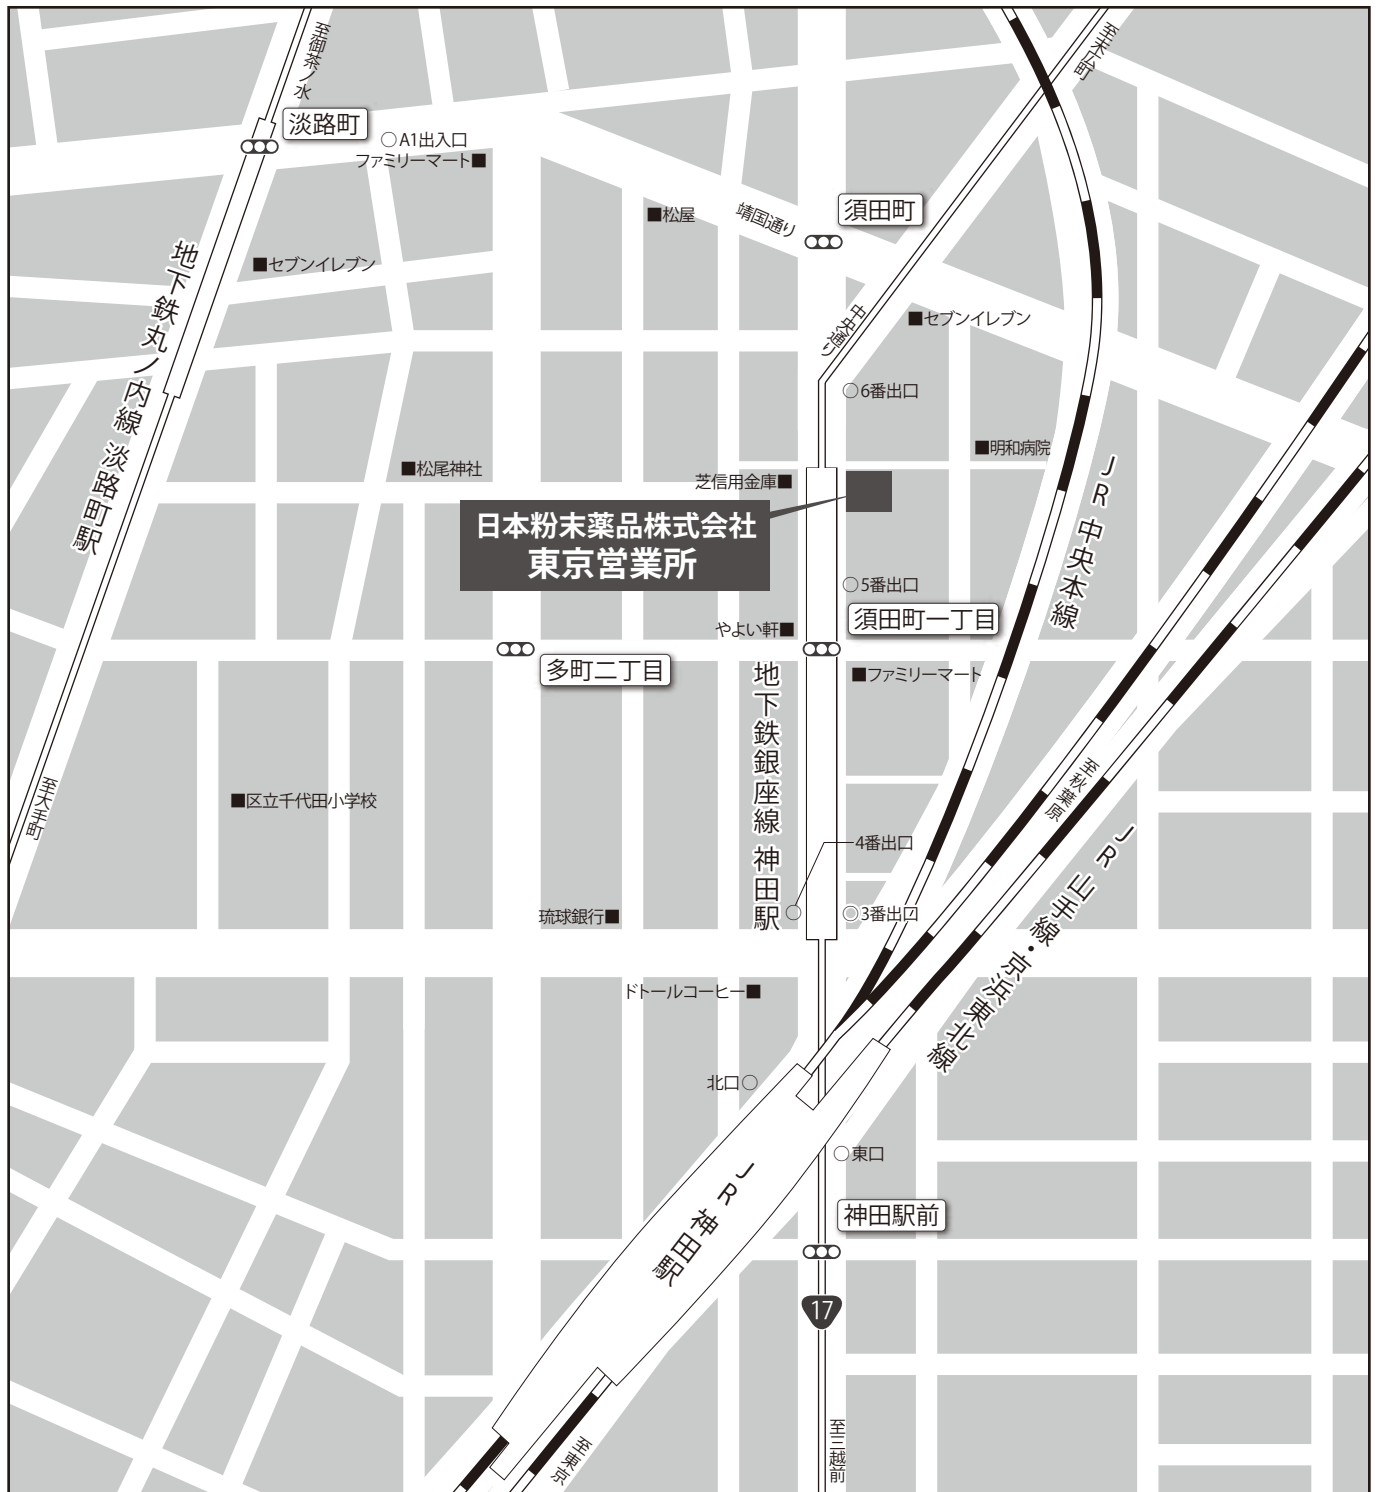 至御茶ノ水
至末広町
淡路町
A1出入口
ファミリーマート
松屋
靖国通り
須田町
地下鉄丸ノ内線 淡路町駅
セブンイレブン
中央通り
セブンイレブン
6番出口
松尾神社
芝信用金庫
明和病院
JR 中央本線
日本粉末薬品株式会社
東京営業所
5番出口
須田町一丁目
やよい軒
多町二丁目
ファミリーマート
地下鉄銀座線 神田駅
至大手町
区立千代田小学校
至秋葉原
4番出口
JR 山手線・京浜東北線
琉球銀行
3番出口
ドトールコーヒー
北口
東口
JR 神田駅
神田駅前
17
至三越前
至東京